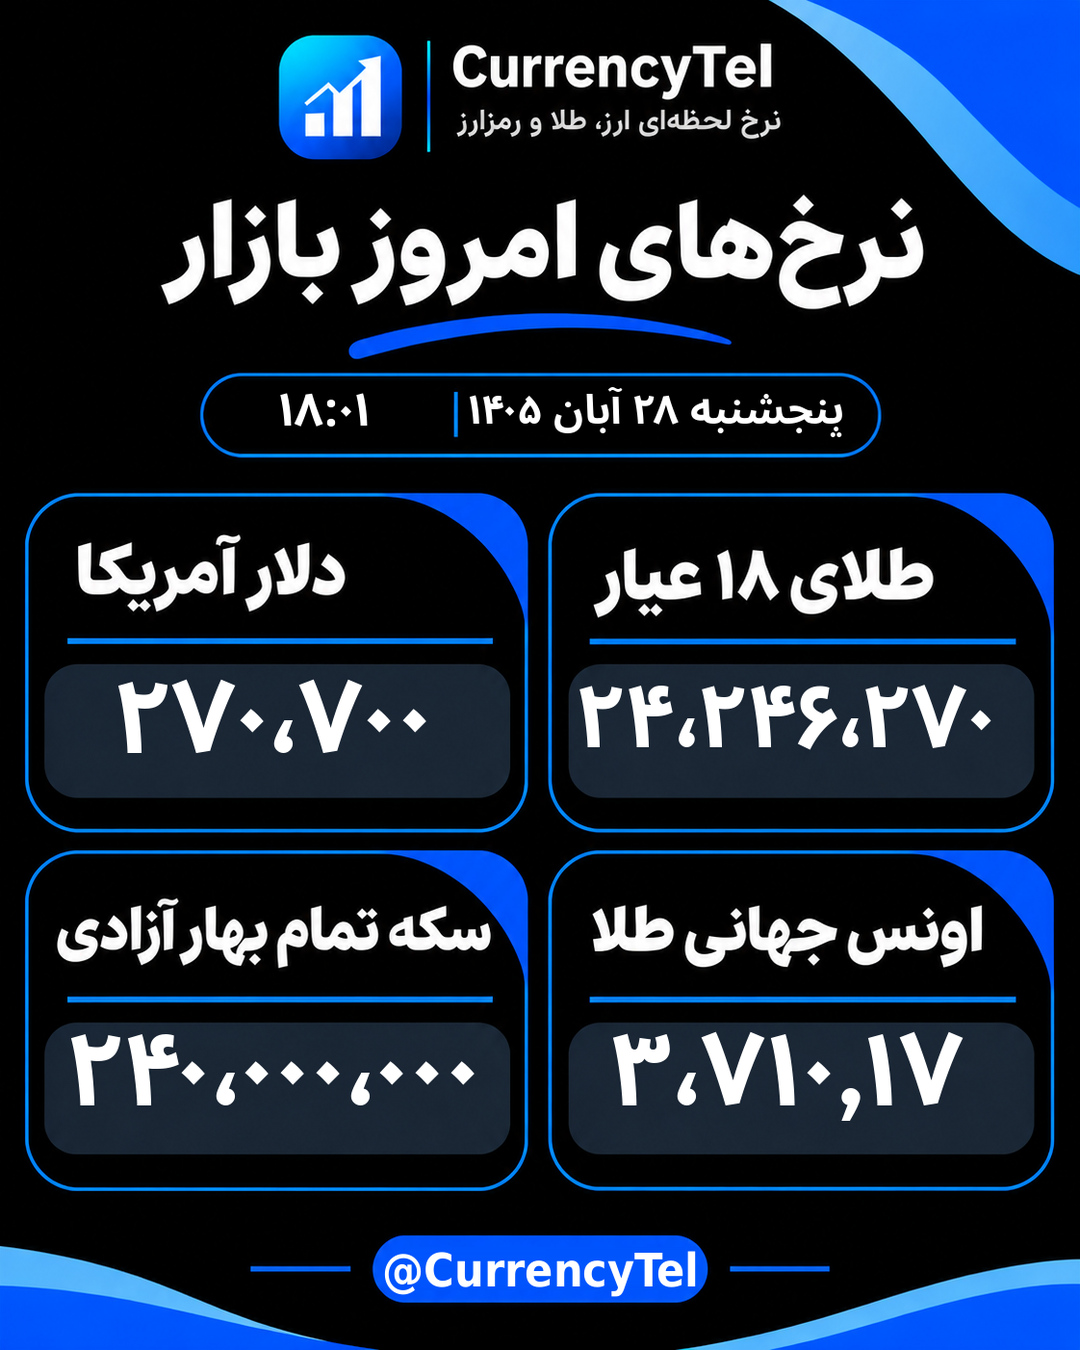 CurrencyTel
نرخ لحظه‌ای ارز، طلا و رمزارز
نرخ‌های امروز بازار
پنجشنبه ۲۸ آبان ۱۴۰۵ | ۱۸:۰۱
طلای ۱۸ عیار
۲۴،۲۴۶،۲۷۰
دلار آمریکا
۲۷۰،۷۰۰
اونس جهانی طلا
۳،۷۱۰,۱۷
سکه تمام بهار آزادی
۲۴۰،۰۰۰،۰۰۰
@CurrencyTel